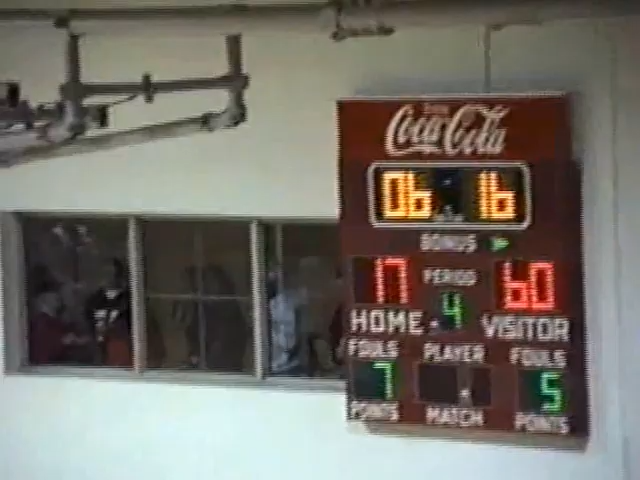 Coca-Cola
06:16
BONUS
17 PERIOD 60
4
HOME VISITOR
FOULS PLAYER FOULS
7 5
POINTS MATCH POINTS